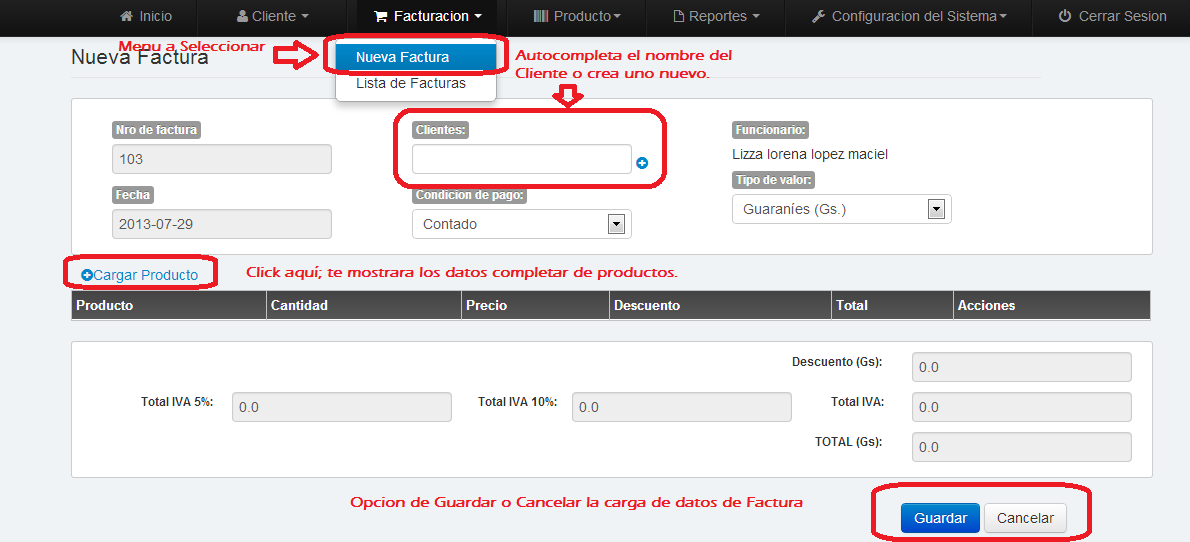 Inicio Cliente Facturacion Producto Reportes Configuracion del Sistema Cerrar Sesion
Menu a Seleccionar
Nueva Factura
Nueva Factura
Lista de Facturas
Autocompleta el nombre del
Cliente o crea uno nuevo.
Nro de factura
103
Clientes:
Funcionario:
Lizza lorena lopez maciel
Fecha
2013-07-29
Condicion de pago:
Contado
Tipo de valor:
Guaraníes (Gs.)
Cargar Producto
Click aquí; te mostrara los datos completar de productos.
Producto Cantidad Precio Descuento Total Acciones
Descuento (Gs): 0.0
Total IVA 5%: 0.0 Total IVA 10%: 0.0 Total IVA: 0.0
TOTAL (Gs): 0.0
Opcion de Guardar o Cancelar la carga de datos de Factura
Guardar Cancelar